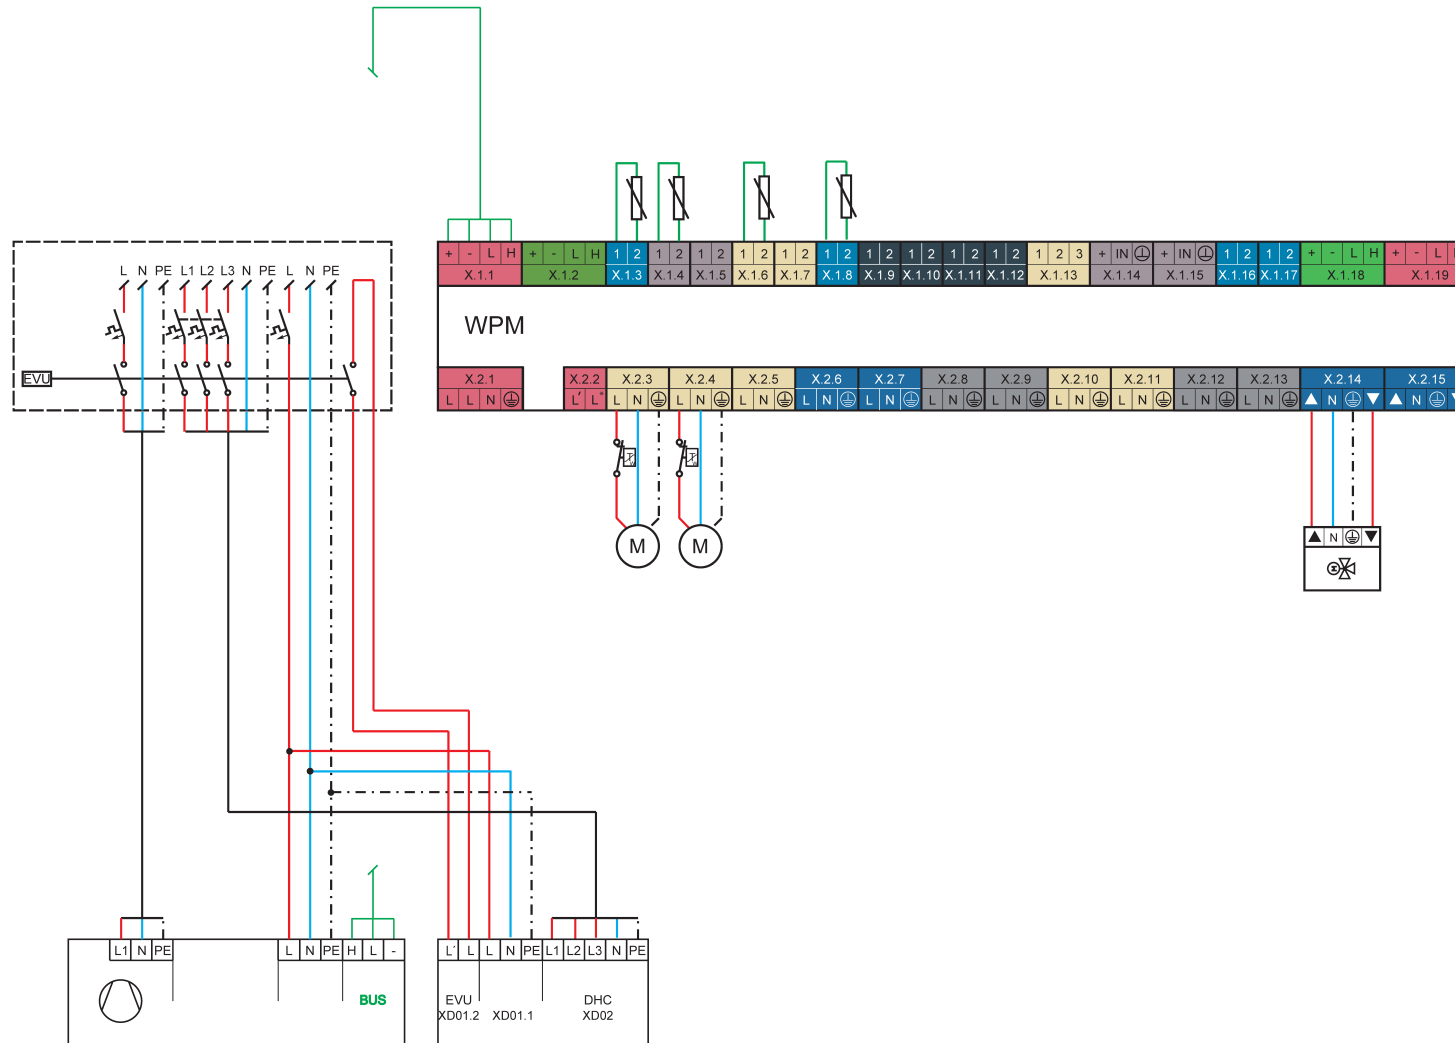 + - L H + - L H 1 2 1 2 1 2 1 2 1 2 1 2 1 2 1 2 1 2 1 2 1 2 3 + IN + IN 1 2 1 2 + - L H + - L
X.1.1 X.1.2 X.1.3 X.1.4 X.1.5 X.1.6 X.1.7 X.1.8 X.1.9 X.1.10 X.1.11 X.1.12 X.1.13 X.1.14 X.1.15 X.1.16 X.1.17 X.1.18 X.1.19
L N PE L1 L2 L3 N PE L N PE
WPM
EVU
X.2.1 X.2.2 X.2.3 X.2.4 X.2.5 X.2.6 X.2.7 X.2.8 X.2.9 X.2.10 X.2.11 X.2.12 X.2.13 X.2.14 X.2.15
L L N L' L* L N L N L N L N L N L N L N L N L N L N L N N N
M M
N
L1 N PE L N PE H L - L' L L N PE L1 L2 L3 N PE
BUS EVU DHC
XD01.2 XD01.1 XD02